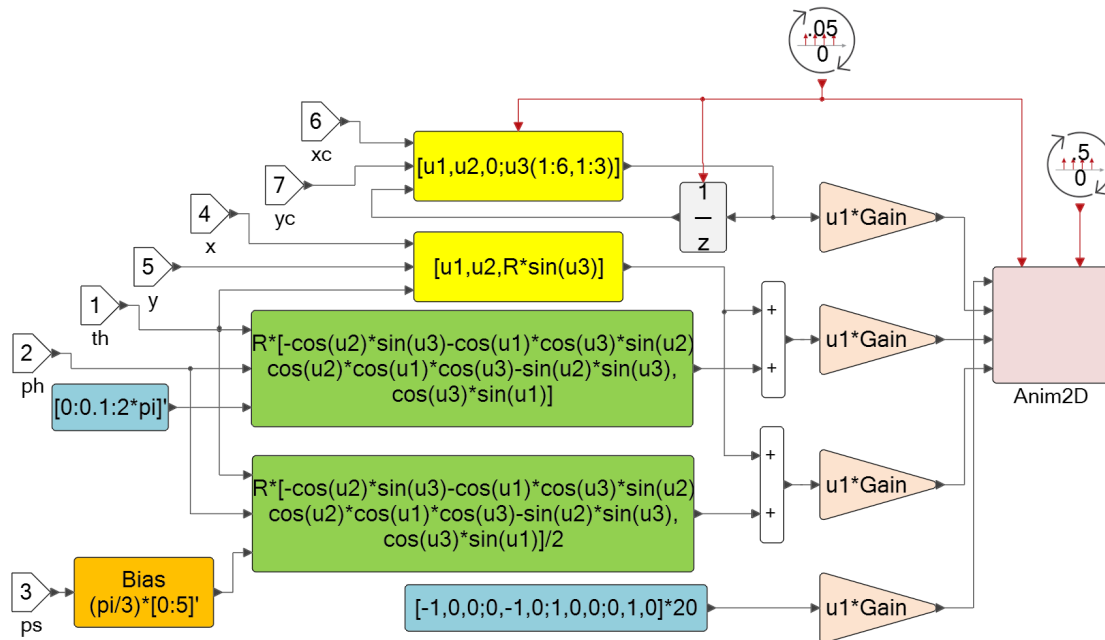 .05
0
.5
0
6
xc
[u1,u2,0;u3(1:6,1:3)]
7
yc
1
z
u1*Gain
4
x
[u1,u2,R*sin(u3)]
5
y
1
th
+
+
u1*Gain
R*[-cos(u2)*sin(u3)-cos(u1)*cos(u3)*sin(u2)
cos(u2)*cos(u1)*cos(u3)-sin(u2)*sin(u3),
cos(u3)*sin(u1)]
2
ph
[0:0.1:2*pi]'
Anim2D
+
+
u1*Gain
R*[-cos(u2)*sin(u3)-cos(u1)*cos(u3)*sin(u2)
cos(u2)*cos(u1)*cos(u3)-sin(u2)*sin(u3),
cos(u3)*sin(u1)]/2
3
ps
Bias
(pi/3)*[0:5]'
[-1,0,0;0,-1,0;1,0,0;0,1,0]*20
u1*Gain